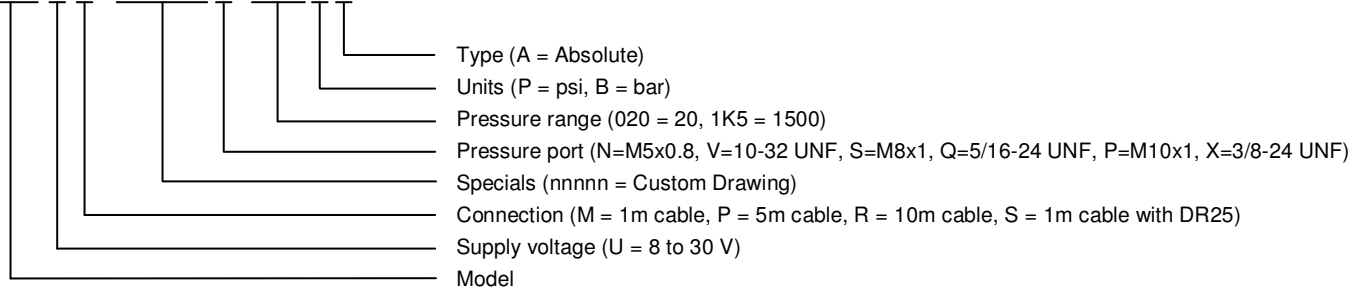 Type (A = Absolute)
Units (P = psi, B = bar)
Pressure range (020 = 20, 1K5 = 1500)
Pressure port (N=M5x0.8, V=10-32 UNF, S=M8x1, Q=5/16-24 UNF, P=M10x1, X=3/8-24 UNF)
Specials (nnnnn = Custom Drawing)
Connection (M = 1m cable, P = 5m cable, R = 10m cable, S = 1m cable with DR25)
Supply voltage (U = 8 to 30 V)
Model